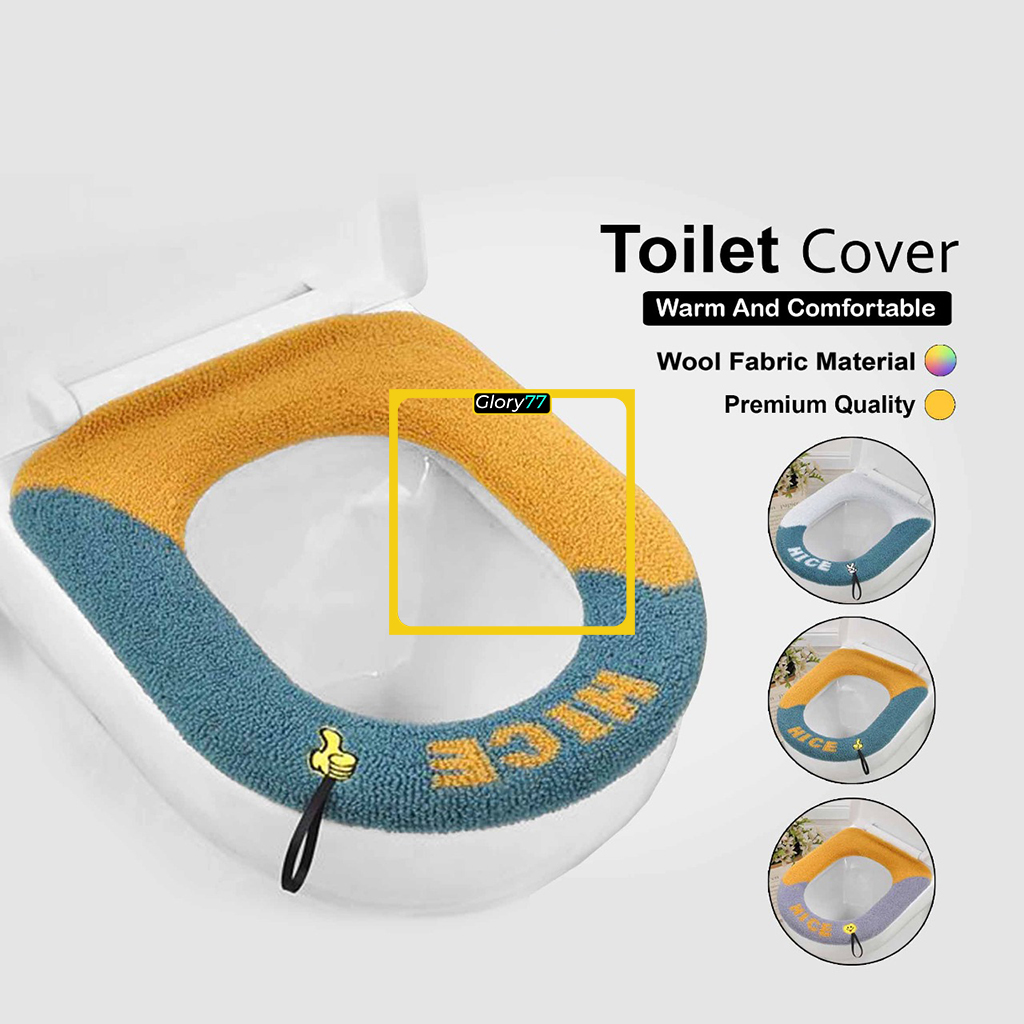 Toilet Cover
Warm And Comfortable
Wool Fabric Material
Premium Quality
Glory77
HICE
HICE
HICE
HICE